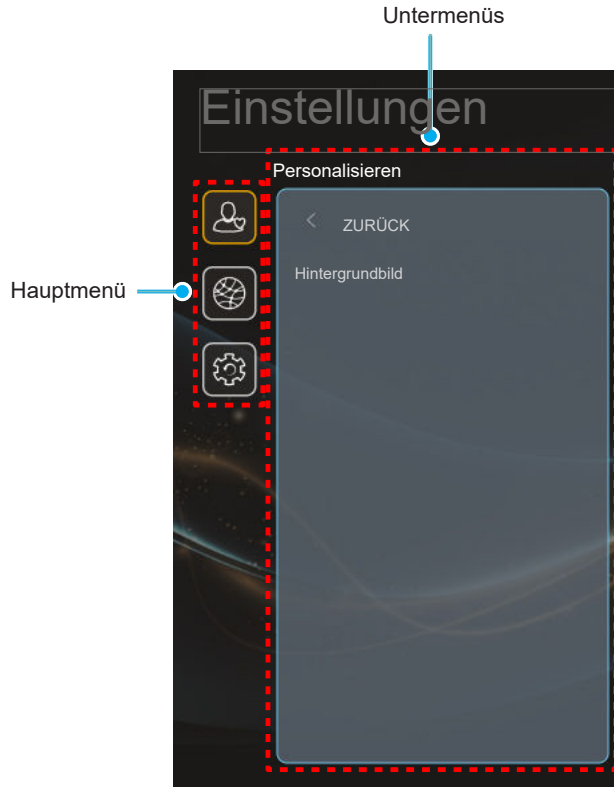 Untermenüs
Einstellungen
Personalisieren
ZURÜCK
Hintergrundbild
Hauptmenü